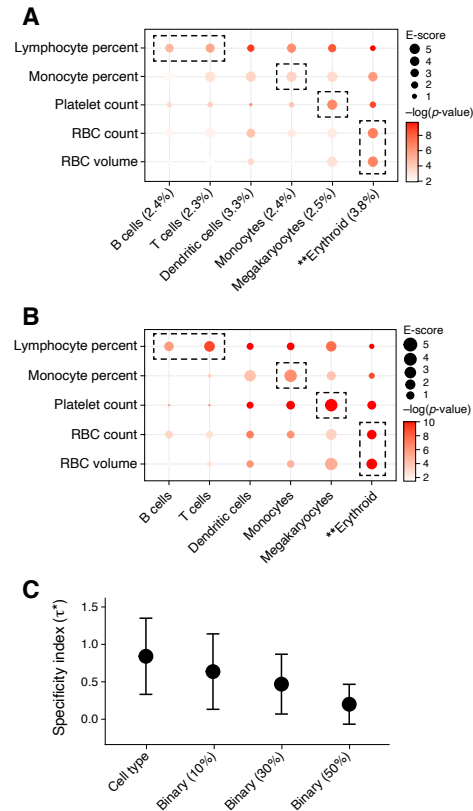 A
Lymphocyte percent
Monocyte percent
Platelet count
RBC count
RBC volume
E-score
5
4
3
2
1
–log(p-value)
8
6
4
2
B cells (2.4%)
T cells (2.3%)
Dendritic cells (3.3%)
Monocytes (2.4%)
Megakaryocytes (2.5%)
**Erythroid (3.8%)
B
Lymphocyte percent
Monocyte percent
Platelet count
RBC count
RBC volume
E-score
5
4
3
2
1
–log(p-value)
10
8
6
4
2
B cells
T cells
Dendritic cells
Monocytes
Megakaryocytes
**Erythroid
C
Specificity index (τ*)
1.5
1.0
0.5
0.0
Cell type
Binary (10%)
Binary (30%)
Binary (50%)